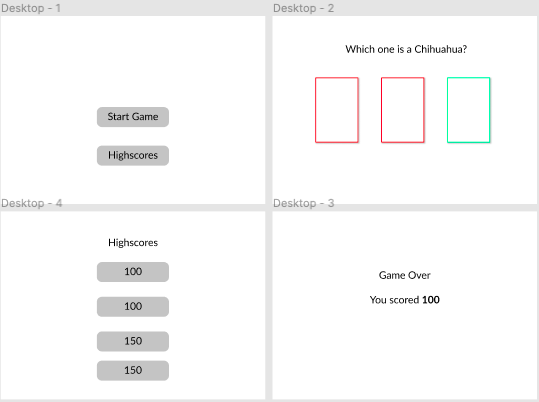 Desktop - 1
Start Game
Highscores
Desktop - 2
Which one is a Chihuahua?
Desktop - 4
Highscores
100
100
150
150
Desktop - 3
Game Over
You scored 100